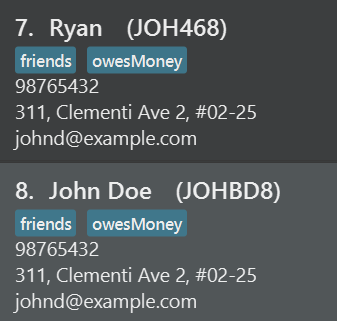 7. Ryan (JOH468)
friends owesMoney
98765432
311, Clementi Ave 2, #02-25
johnd@example.com
8. John Doe (JOHBD8)
friends owesMoney
98765432
311, Clementi Ave 2, #02-25
johnd@example.com